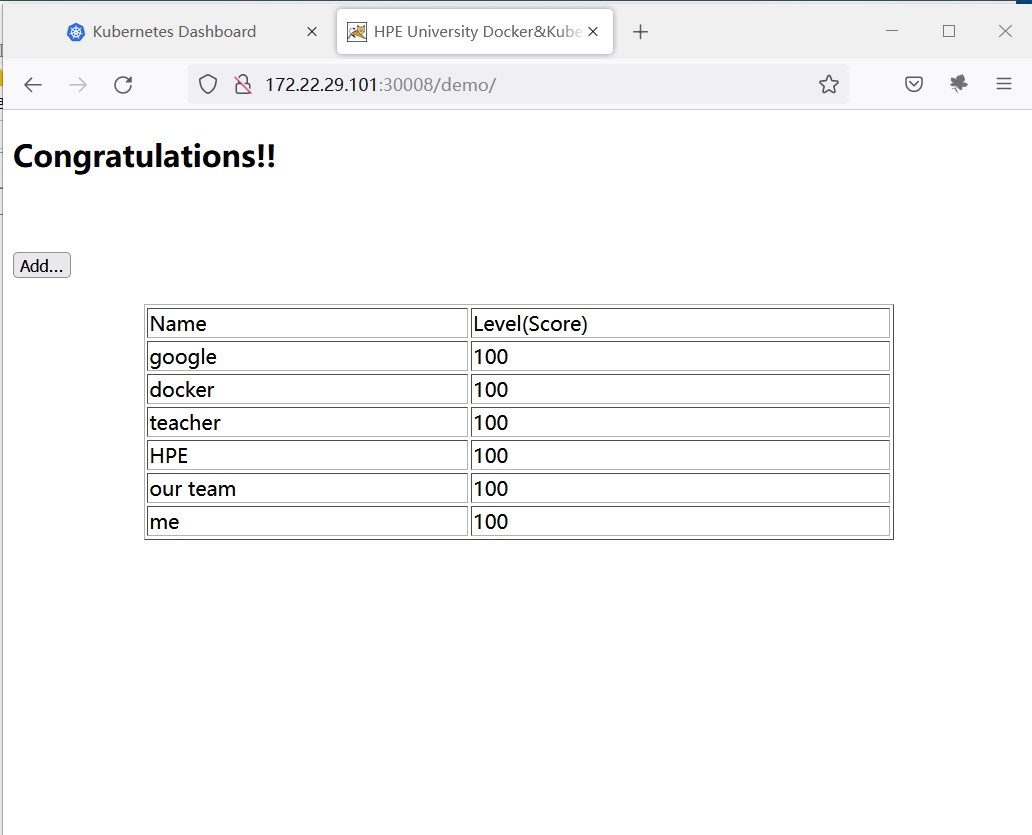 Kubernetes Dashboard HPE University Docker&Kube
172.22.29.101:30008/demo/
Congratulations!!
Add...
Name Level(Score)
google 100
docker 100
teacher 100
HPE 100
our team 100
me 100